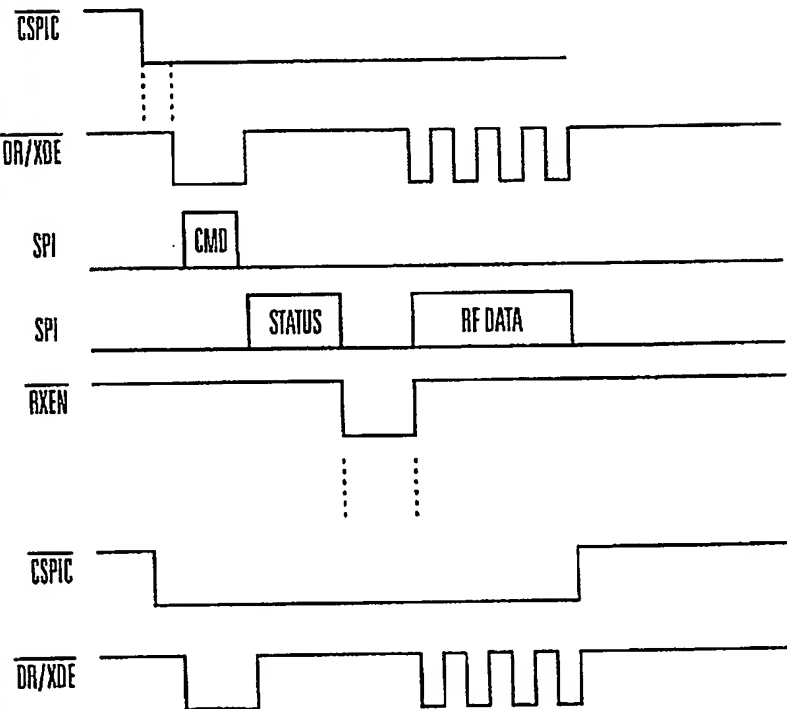 CSPIC
DR/XDE
SPI
CMD
SPI
STATUS
RF DATA
RXEN
CSPIC
DR/XDE